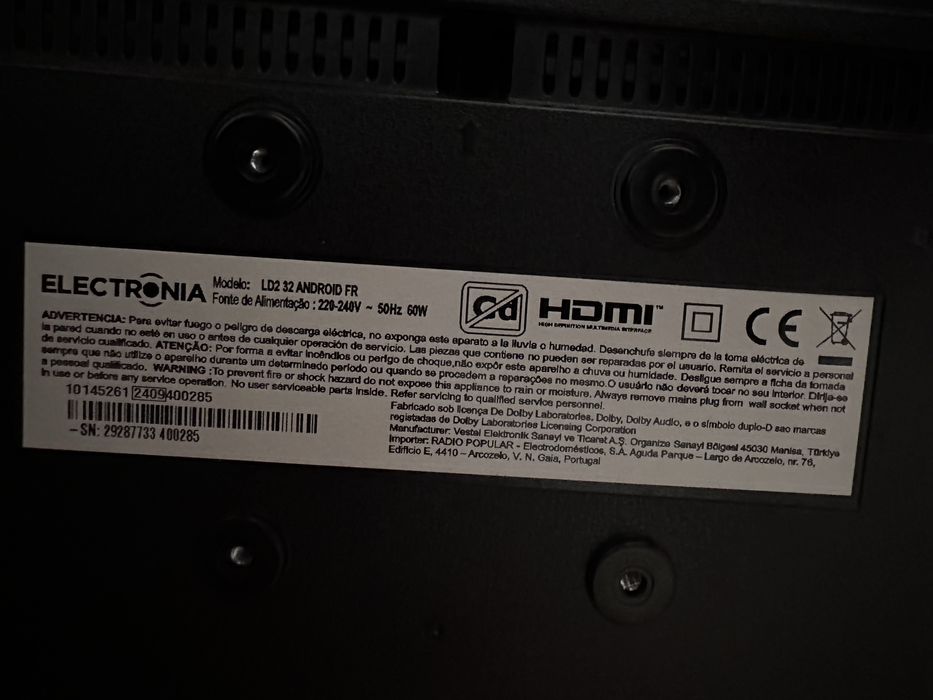 ELECTRONIA
Modelo: LD2 32 ANDROID FR
Fonte de Alimentação : 220-240V ~ 50Hz 60W
Cd
HDMI™
HIGH DEFINITION MULTIMEDIA INTERFACE
CE
ADVERTENCIA: Para evitar fuego o peligro de descarga eléctrica, no exponga este aparato a la lluvia o humedad. Desenchufe siempre de la toma eléctrica de
la pared cuando no esté en uso o antes de cualquier operación de servicio. Las piezas que contiene no pueden ser reparadas por el usuario. Remita el servicio a personal
de servicio cualificado. ATENÇÃO: Por forma a evitar incêndios ou perigo de choque,não expôr este aparelho a chuva ou humidade. Desligue sempre a ficha da tomada
sempre que não utilize o aparelho durante um determinado período ou quando se procedem a reparações no mesmo.O usuário não deverá tocar no seu interior. Dirija-se
a pessoal qualificado. WARNING :To prevent fire or shock hazard do not expose this appliance to rain or moisture. Always remove mains plug from wall socket when not
in use or before any service operation. No user serviceable parts inside. Refer servicing to qualified service personnel.
10145261 2409400285
SN: 29287733 400285
Fabricado sob licença De Dolby Laboratories. Dolby, Dolby Audio, e o símbolo duplo-D sao marcas
registadas de Dolby Laboratories Licensing Corporation
Manufacturer: Vestel Elektronik Sanayi ve Ticaret A.Ş. Organize Sanayi Bölgesi 45030 Manisa, Türkiye
Importer: RADIO POPULAR - Electrodomésticos, S.A. Aguda Parque – Largo de Arcozelo, nr. 76,
Edifício E, 4410 – Arcozelo, V. N. Gaia, Portugal